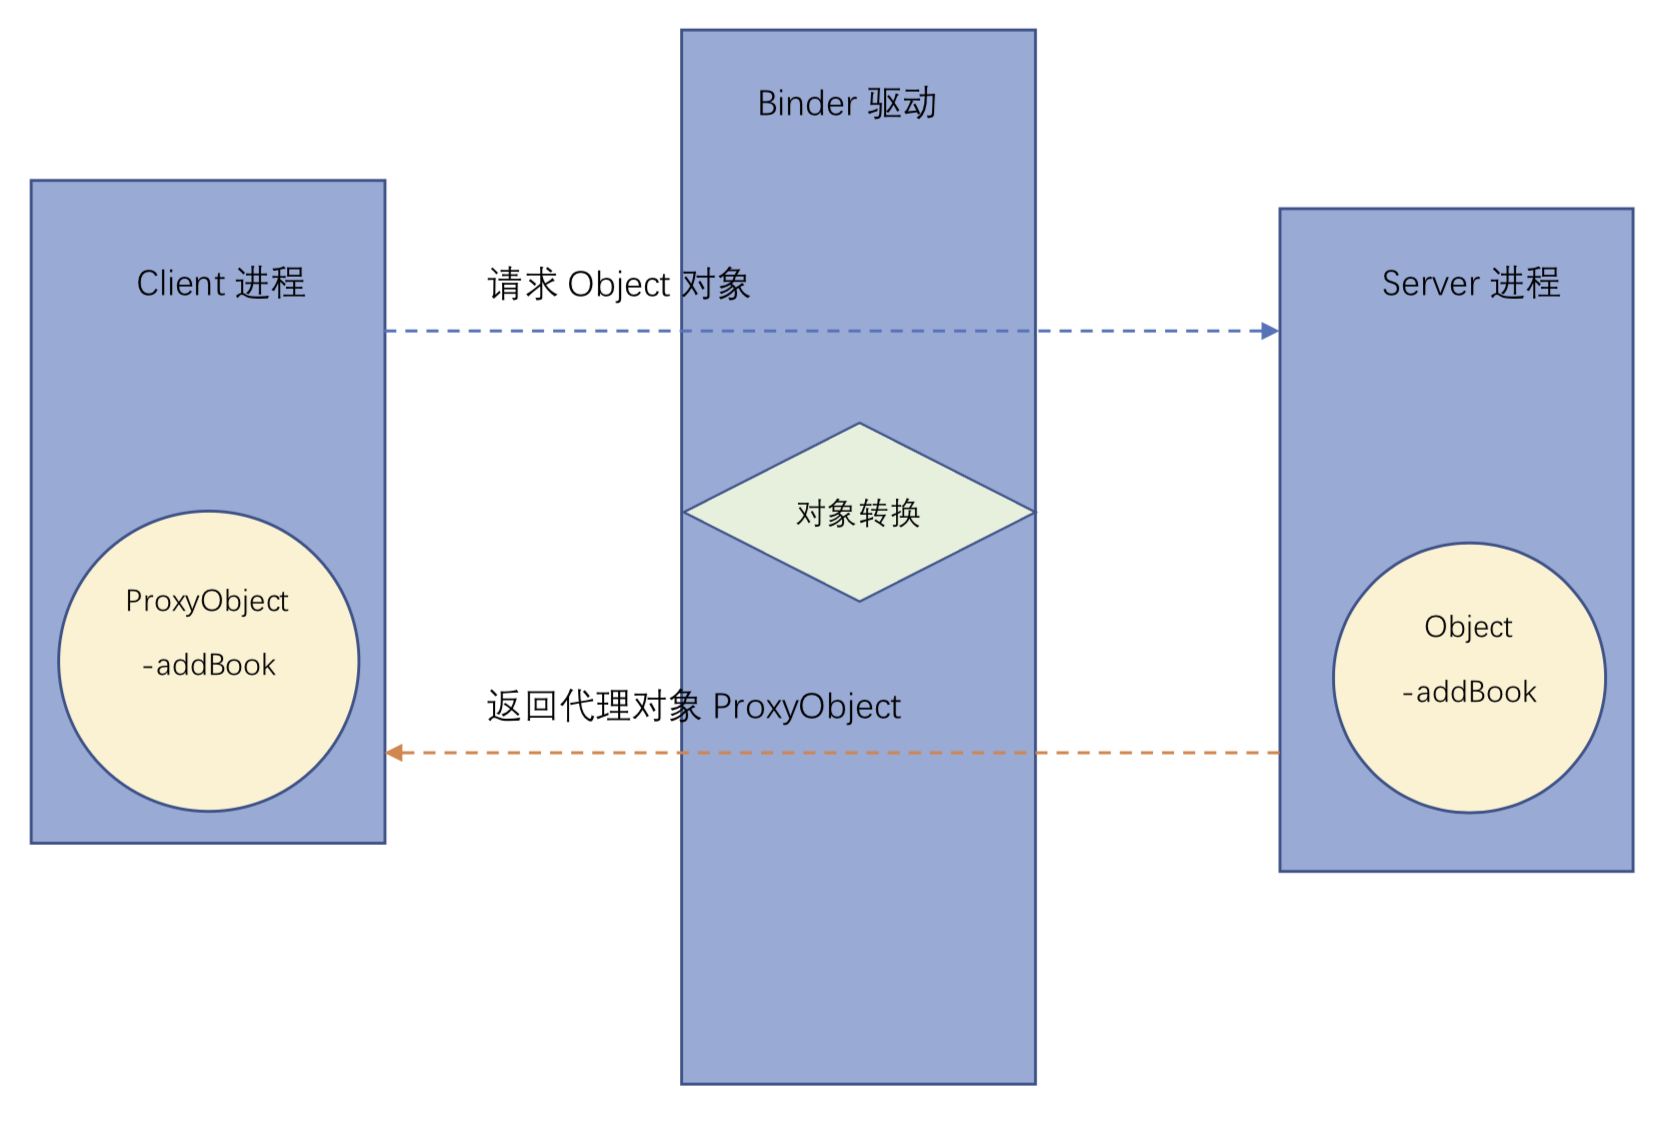 Binder 驱动
Client 进程
请求 Object 对象
Server 进程
对象转换
ProxyObject
-addBook
Object
-addBook
返回代理对象 ProxyObject